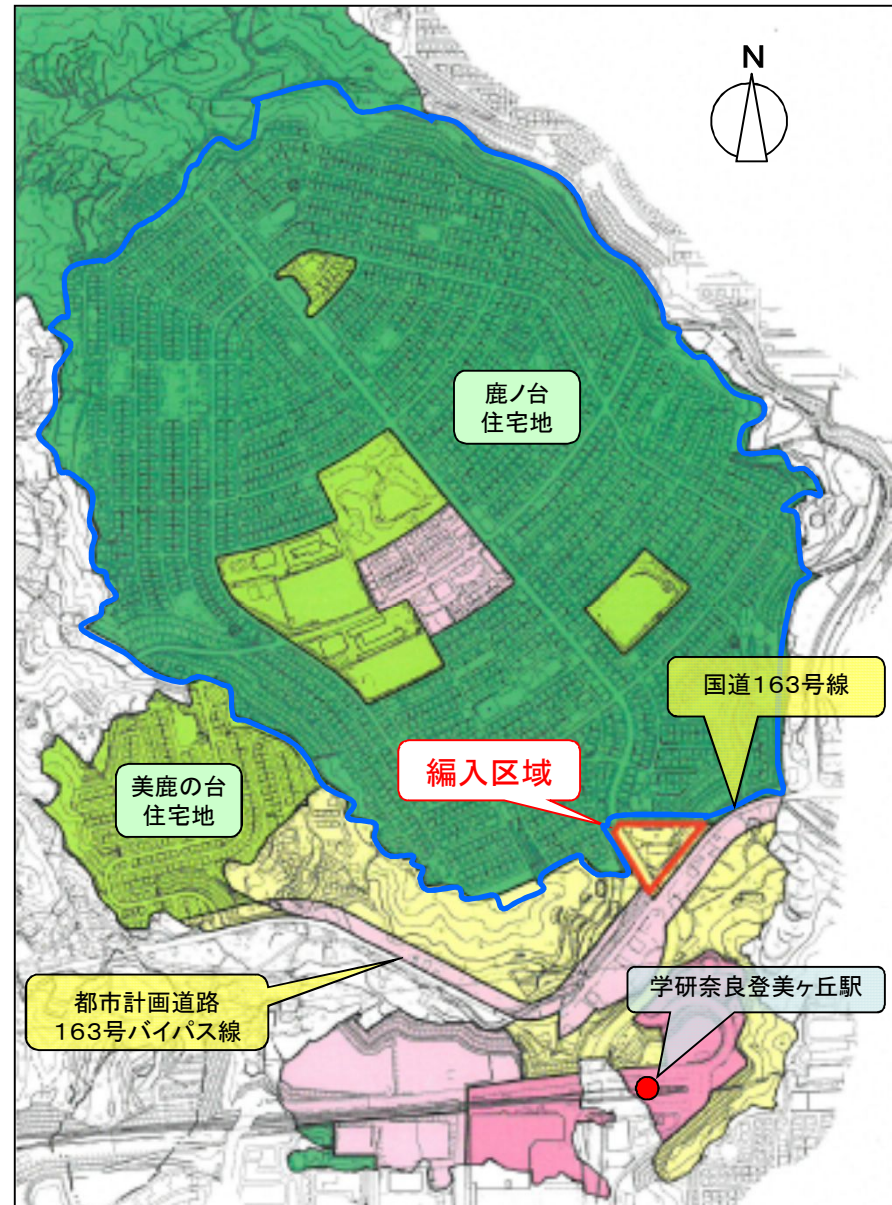 N
鹿ノ台
住宅地
国道163号線
編入区域
美鹿の台
住宅地
学研奈良登美ヶ丘駅
都市計画道路
163号バイパス線